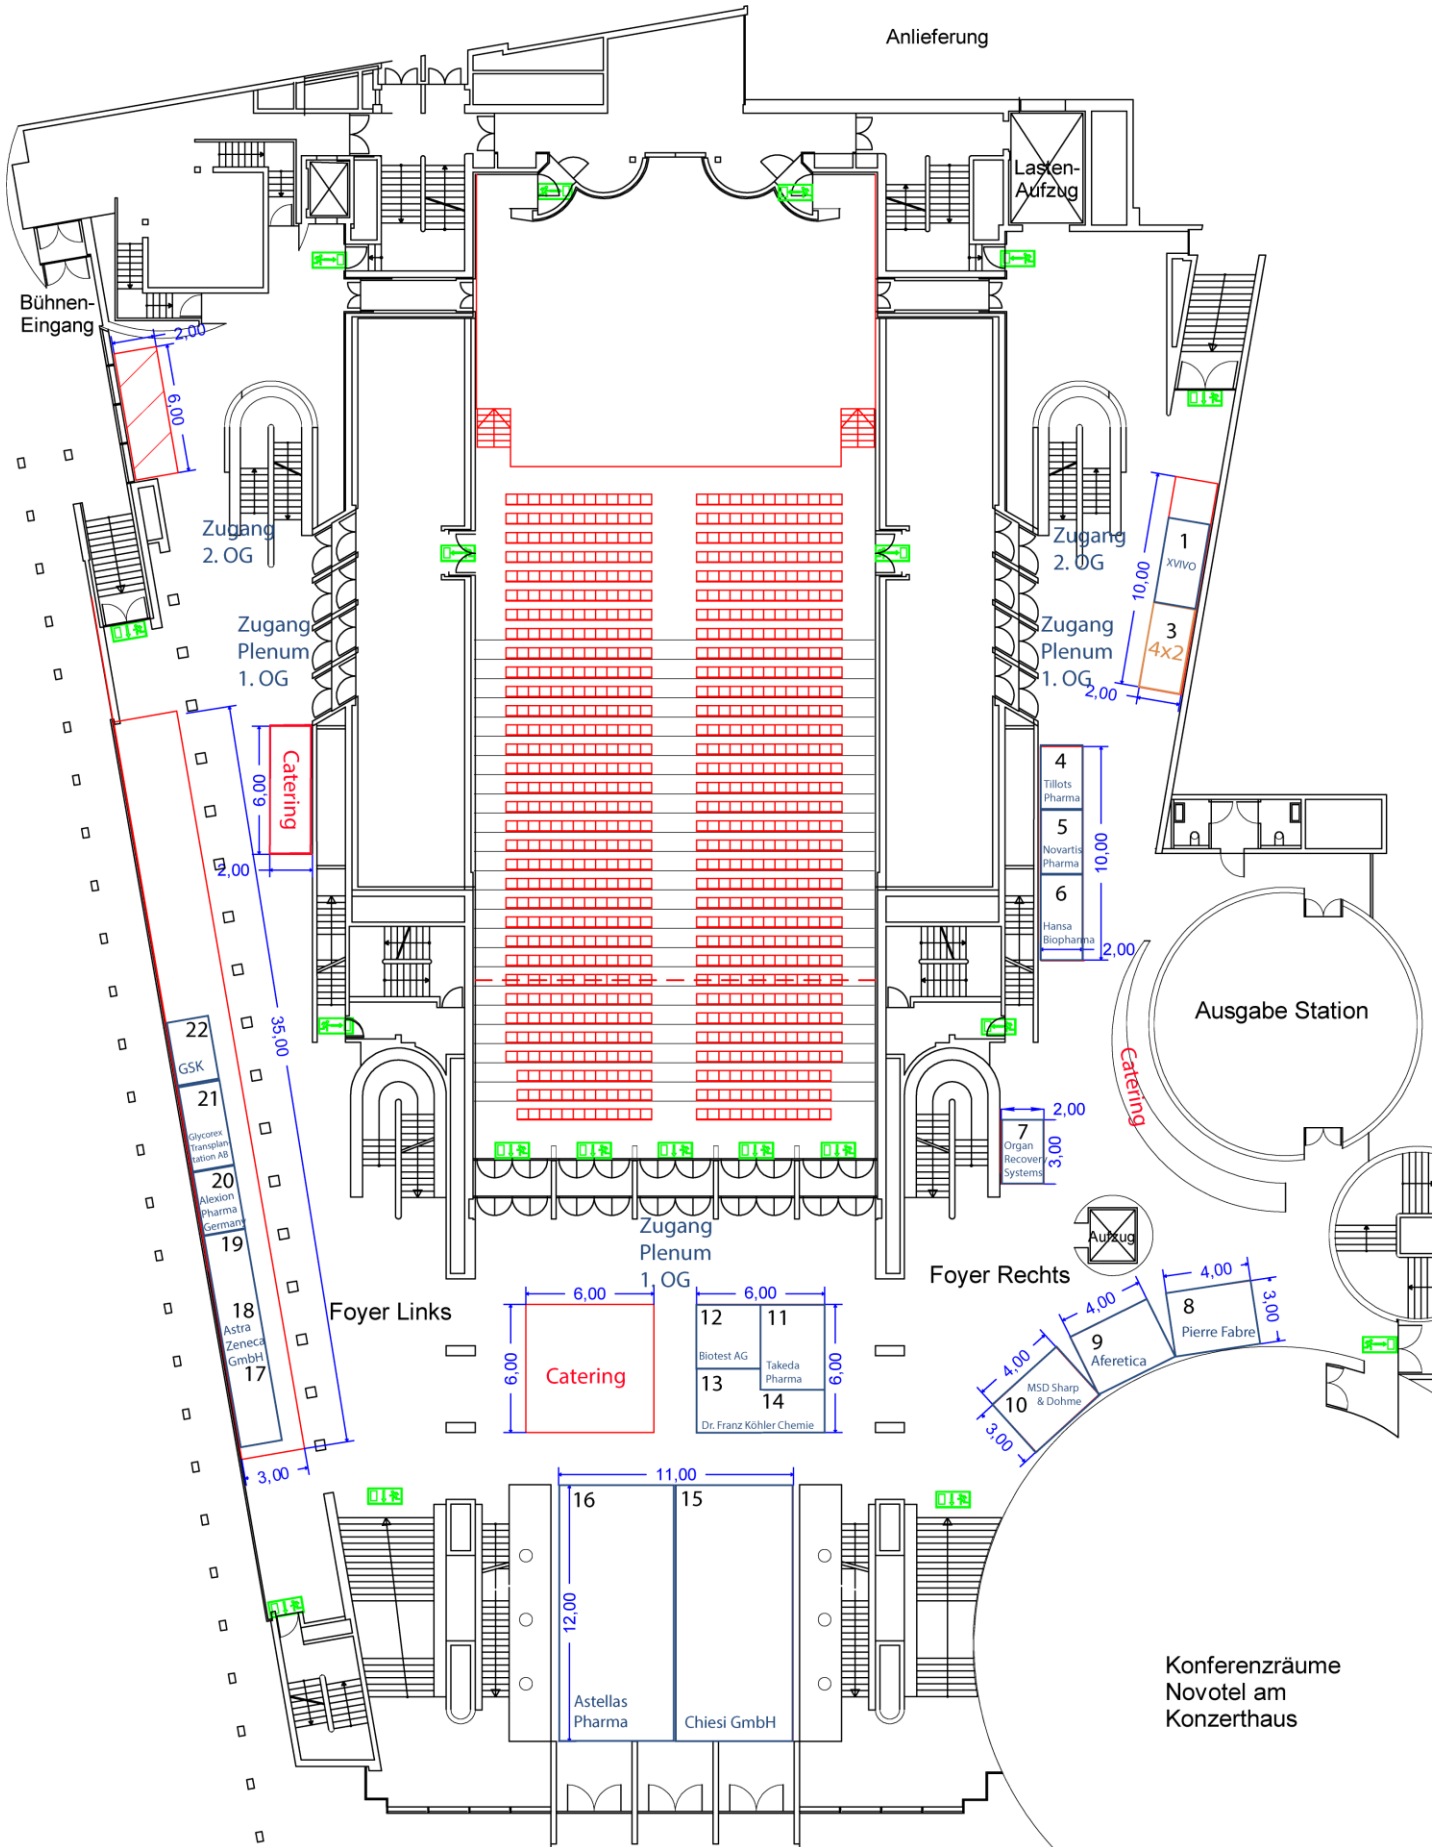 Anlieferung
Lasten-
Aufzug
Bühnen-
Eingang
2,00
6,00
Zugang
2. OG
Zugang
2. OG
1
XVIVO
10,00
3
4x2
2,00
Zugang
Plenum
1. OG
Zugang
Plenum
1. OG
Catering
6,00
2,00
4
Tillots
Pharma
5
Novartis
Pharma
6
Hansa
Biopharma
10,00
2,00
Ausgabe Station
Catering
22
GSK
21
Glycorex
Transplan-
tation AB
20
Alexion
Pharma
Germany
19
18
Astra
Zeneca
GmbH
17
35,00
3,00
2,00
7
Organ
Recovery
Systems
3,00
Aufzug
Zugang
Plenum
1. OG
Foyer Links
Foyer Rechts
6,00
6,00
Catering
6,00
12
Biotest AG
11
Takeda
Pharma
13
14
Dr. Franz Köhler Chemie
6,00
4,00
8
Pierre Fabre
3,00
4,00
9
Aferetica
4,00
MSD Sharp
& Dohme
10
3,00
11,00
16
15
12,00
Astellas
Pharma
Chiesi GmbH
Konferenzräume
Novotel am
Konzerthaus